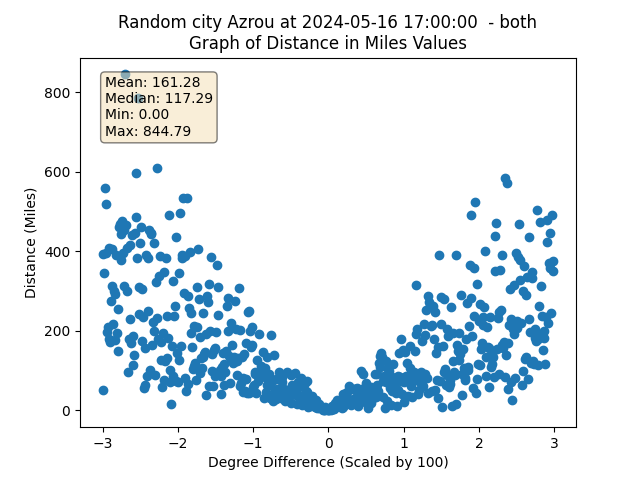 Random city Azrou at 2024-05-16 17:00:00  - both
Graph of Distance in Miles Values
Mean: 161.28
Median: 117.29
Min: 0.00
Max: 844.79
800
600
400
200
0
Distance (Miles)
−3
−2
−1
0
1
2
3
Degree Difference (Scaled by 100)